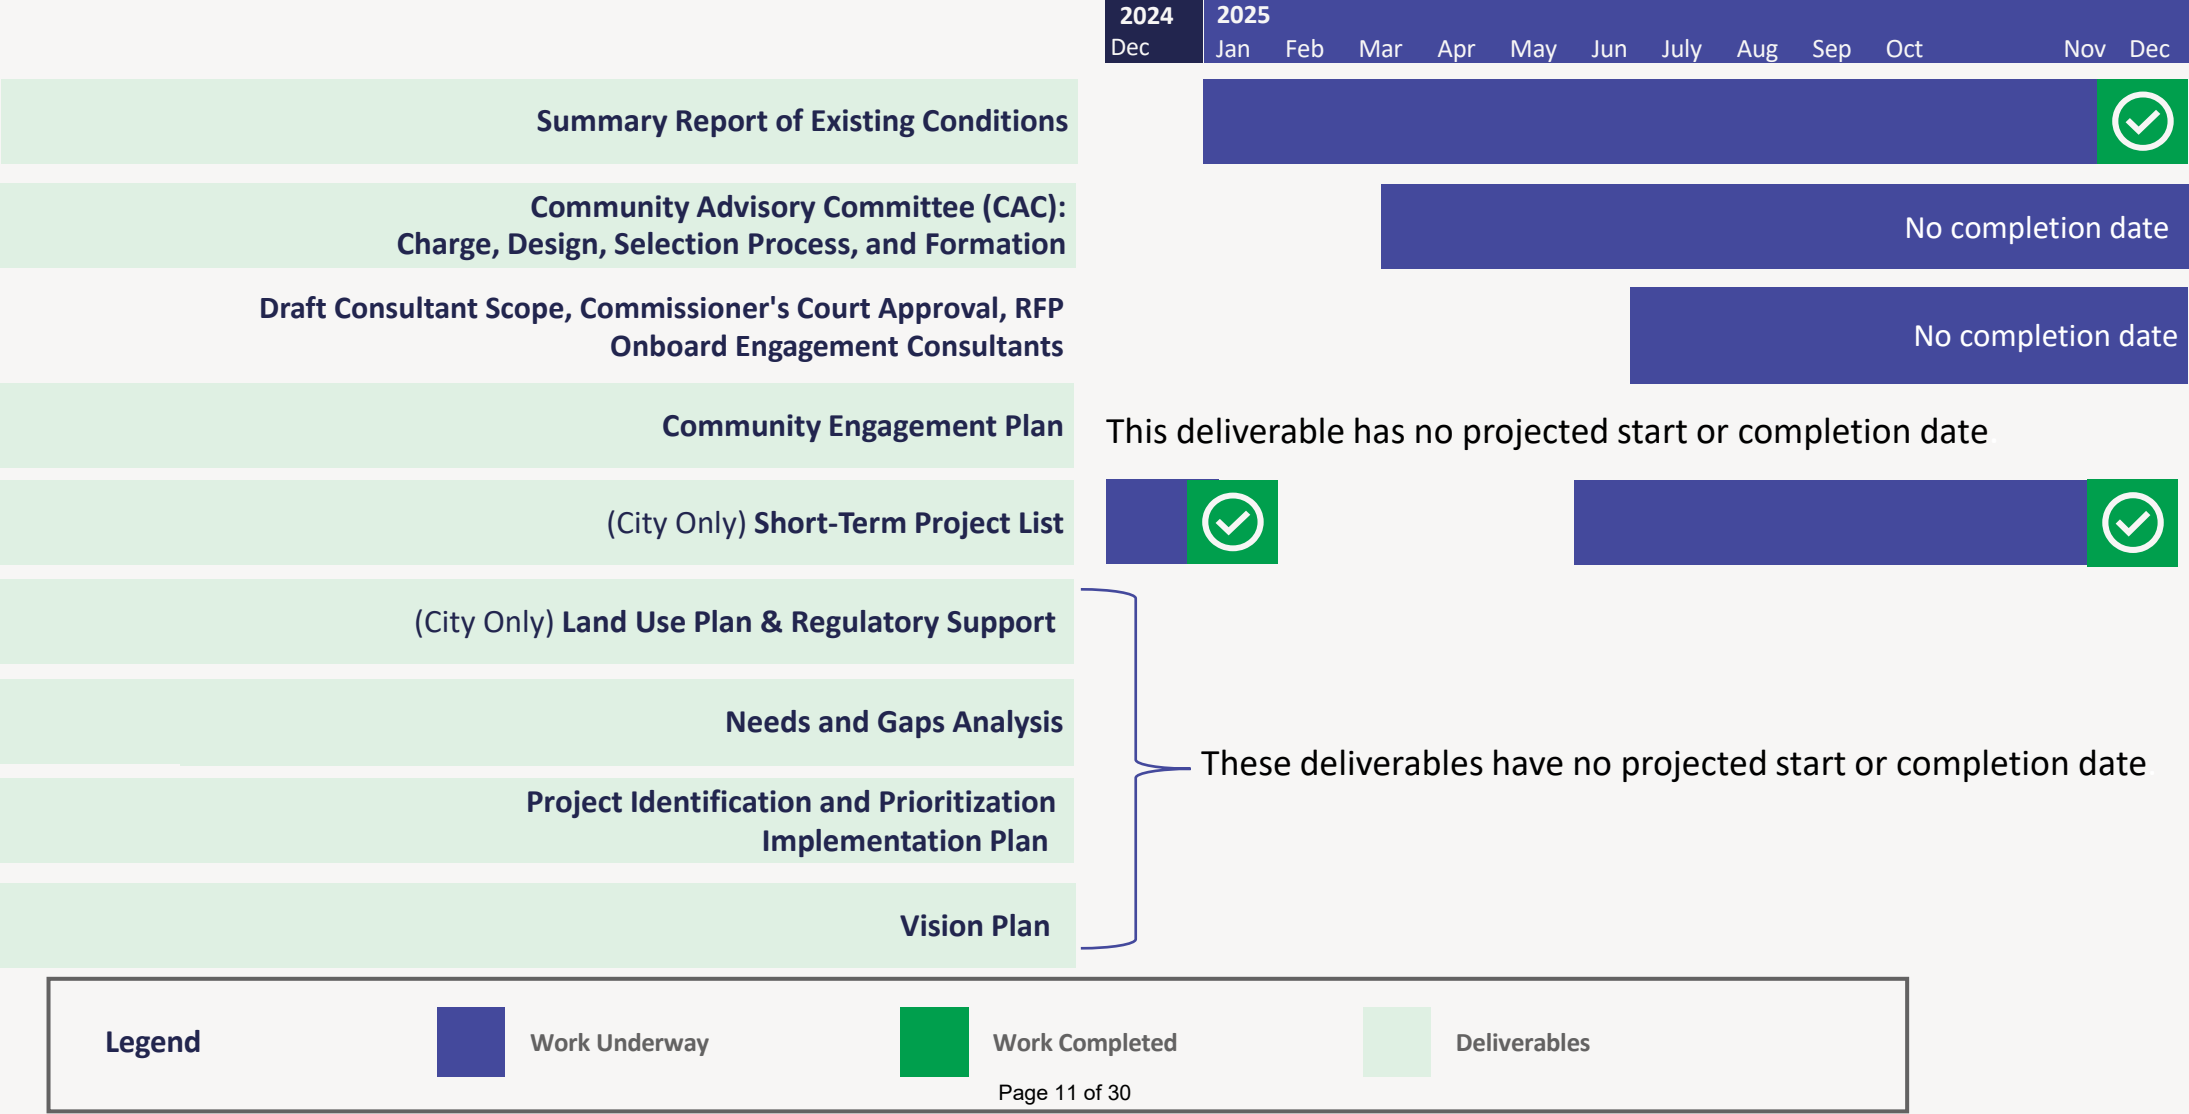 2024 2025
Dec Jan Feb Mar Apr May Jun July Aug Sep Oct Nov Dec
Summary Report of Existing Conditions
Community Advisory Committee (CAC):
Charge, Design, Selection Process, and Formation
No completion date
Draft Consultant Scope, Commissioner's Court Approval, RFP
Onboard Engagement Consultants
No completion date
Community Engagement Plan
This deliverable has no projected start or completion date.
(City Only) Short-Term Project List
(City Only) Land Use Plan & Regulatory Support
Needs and Gaps Analysis
These deliverables have no projected start or completion date
Project Identification and Prioritization
Implementation Plan
Vision Plan
Legend
Work Underway
Work Completed
Deliverables
Page 11 of 30